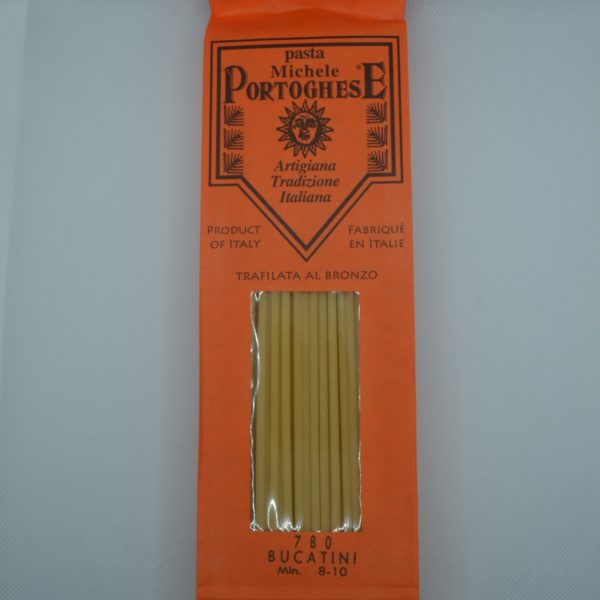 pasta
Michele
PORTOGHESE®
Artigiana
Tradizione
Italiana
PRODUCT
OF ITALY
FABRIQUÉ
EN ITALIE
TRAFILATA AL BRONZO
780
BUCATINI
Min. 8-10